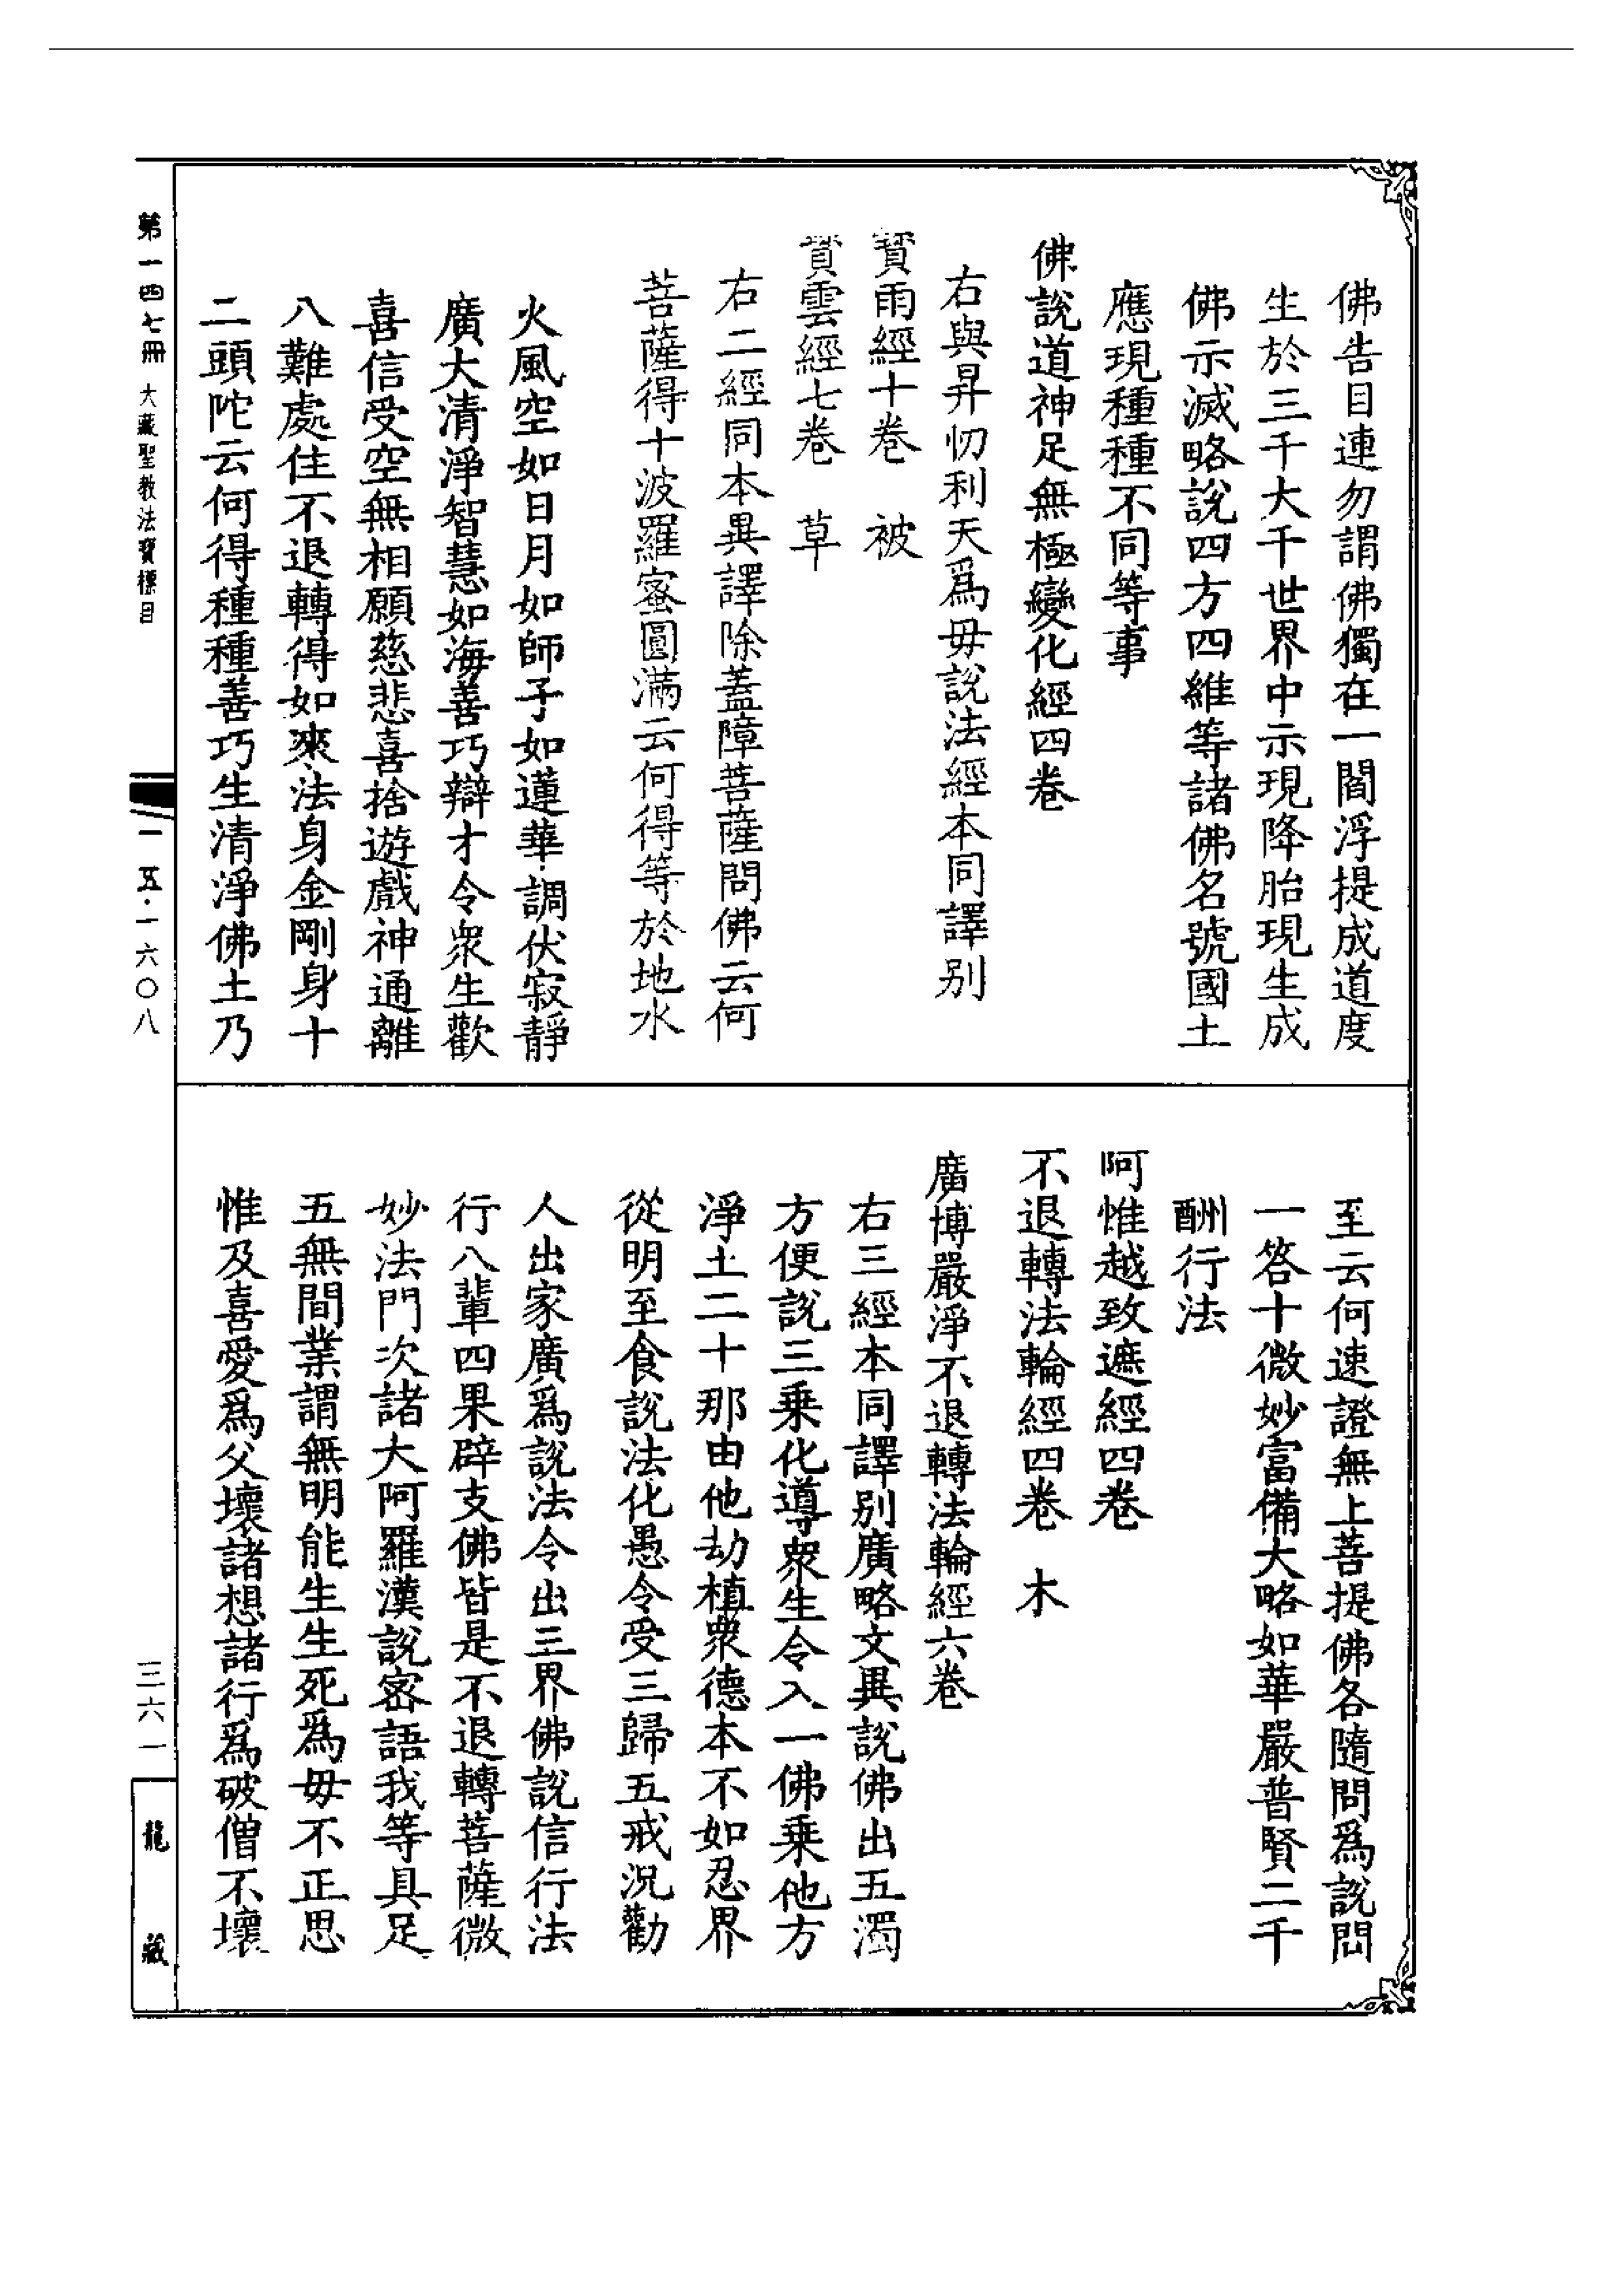 佛告目連勿謂佛獨在一閻浮提成道度
生於三千大千世界中示現降胎現生成
佛示滅略說四方四維等諸佛名號國土
應現種種不同等事
佛說道神足無極變化經四卷
右與昇忉利天爲毋說法經本同譯別
寳雨經十卷　被
寳雲經七卷　草
右二經同本異譯除蓋障菩薩問佛云何
菩薩得十波羅蜜圓滿云何得等於地水
火風空如日月如師子如蓮華調伏寂靜
廣大清淨智慧如海善巧辯才令衆生歡
喜信受空無相願慈悲喜捨遊戲神通離
八難處住不退轉得如來法身金剛身十
二頭陀云何得種種善巧生清淨佛土乃
至云何速證無上菩提佛各隨問爲說問
一答十微妙富備大略如華嚴普賢二千
酬行法
阿惟越致遮經四卷
不退轉法輪經四卷　木
廣博嚴淨不退轉法輪經六卷
右三經本同譯別廣略文異說佛出五濁
方便說三乗化導衆生令入一佛乗他方
淨土二十那由他劫植衆德本不如忍界
從明至食說法化愚令受三歸五戒況勸
人出家廣爲說法令出三界佛說信行法
行八輩四果辟支佛皆是不退轉菩薩微
妙法門次諸大阿羅漢說密語我等具足
五無間業謂無明能生生死爲毋不正思
惟及喜愛爲父壞諸想諸行爲破僧不壞
第一四七冊　大藏聖教法寶標目
一五·一六〇八
三六一
龍藏